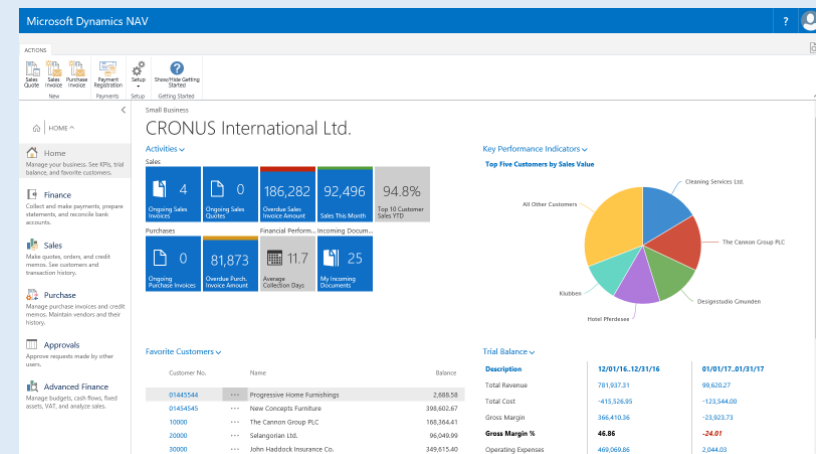 Microsoft Dynamics NAV
?
ACTIONS
Sales Quote
Sales Invoice
Purchase Invoice
Payment Registration
Setup
Show/Hide Getting Started
New
Payments
Setup
Getting Started
HOME
Home
Manage your business. See KPIs, trial
balance, and favorite customers.
Finance
Collect and make payments, prepare
statements, and reconcile bank
accounts.
Sales
Make quotes, orders, and credit
memos. See customers and
transaction history.
Purchase
Manage purchase invoices and credit
memos. Maintain vendors and their
history.
Approvals
Approve requests made by other
users.
Advanced Finance
Manage budgets, cash flows, fixed
assets, VAT, and analyze sales.
Small Business
CRONUS International Ltd.
Activities
Sales
4
Ongoing Sales
Invoices
0
Ongoing Sales
Quotes
186,282
Overdue Sales
Invoice Amount
92,496
Sales This Month
94.8%
Top 10 Customer
Sales YTD
Purchases
Financial Perform...
Incoming Docum...
0
Ongoing
Purchase Invoices
81,873
Overdue Purch.
Invoice Amount
11.7
Average
Collection Days
25
My Incoming
Documents
Key Performance Indicators
Top Five Customers by Sales Value
Cleaning Services Ltd.
All Other Customers
The Cannon Group PLC
Klubben
Designstudio Gmunden
Hotel Pferdesee
Favorite Customers
Customer No. Name Balance
01445544 ... Progressive Home Furnishings 2,688.58
01454545 ... New Concepts Furniture 398,602.67
10000 ... The Cannon Group PLC 168,364.41
20000 ... Selangorian Ltd. 96,049.99
30000 ... John Haddock Insurance Co. 349,615.40
Trial Balance
Description 12/01/16..12/31/16 01/01/17..01/31/17
Total Revenue 781,937.31 99,620.27
Total Cost -415,526.95 -123,544.00
Gross Margin 366,410.36 -23,923.73
Gross Margin % 46.86 -24.01
Operating Expenses 469,069.86 2,044.03